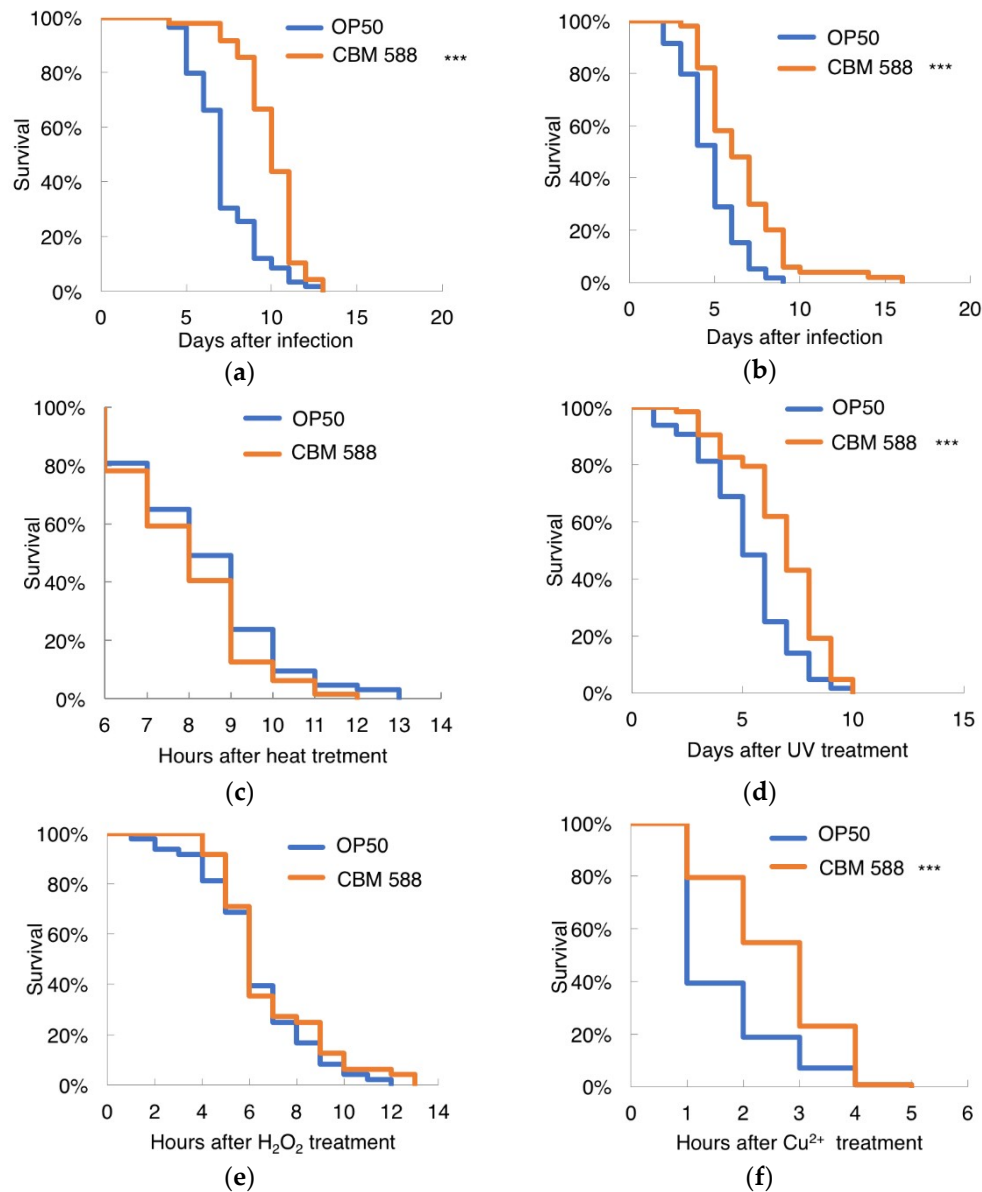 100%
80%
60%
40%
20%
0%
Survival
OP50
CBM 588 ***
0 5 10 15 20
Days after infection
(a)
100%
80%
60%
40%
20%
0%
Survival
OP50
CBM 588 ***
0 5 10 15 20
Days after infection
(b)
100%
80%
60%
40%
20%
0%
Survival
OP50
CBM 588
6 7 8 9 10 11 12 13 14
Hours after heat tretment
(c)
100%
80%
60%
40%
20%
0%
Survival
OP50
CBM 588 ***
0 5 10 15
Days after UV treatment
(d)
100%
80%
60%
40%
20%
0%
Survival
OP50
CBM 588
0 2 4 6 8 10 12 14
Hours after H₂O₂ treatment
(e)
100%
80%
60%
40%
20%
0%
Survival
OP50
CBM 588 ***
0 1 2 3 4 5 6
Hours after Cu²⁺ treatment
(f)